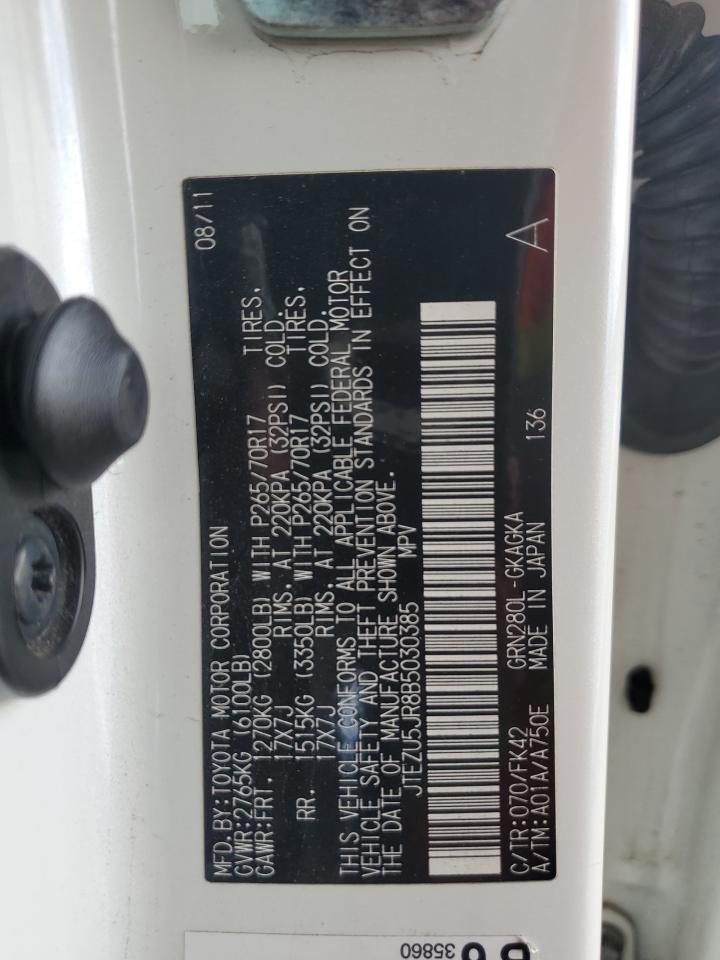 MFD.BY:TOYOTA MOTOR CORPORATION 08/11
GVWR:2765KG (6100LB)
GAWR:FRT. 1270KG (2800LB) WITH P265/70R17 TIRES.
17X7J RIMS. AT 220KPA (32PSI) COLD.
RR. 1515KG (3350LB) WITH P265/70R17 TIRES.
17X7J RIMS. AT 220KPA (32PSI) COLD.
THIS VEHICLE CONFORMS TO ALL APPLICABLE FEDERAL MOTOR
VEHICLE SAFETY AND THEFT PREVENTION STANDARDS IN EFFECT ON
THE DATE OF MANUFACTURE SHOWN ABOVE.
JTEZU5JR8B5030385 MPV
C/TR:070/FK42 GRN280L-GKAGKA 136 A
A/TM:A01A/A750E MADE IN JAPAN
35860